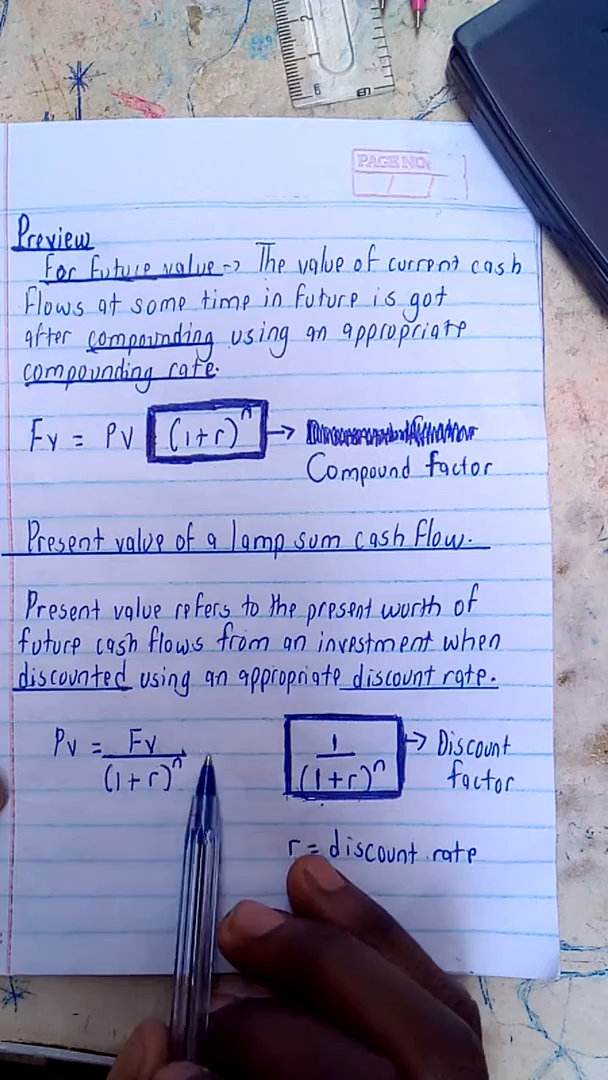 PAGE NO:
Preview
For Future value -> The value of current cash
flows at some time in future is got
after compounding using an appropriate
compounding rate.
Fv = PV (1+r)^n →
Compound factor
Present value of a lamp sum cash flow.
Present value refers to the present worth of
future cash flows from an investment when
discounted using an appropriate discount rate.
Pv = Fv / (1+r)^n
1 / (1+r)^n → Discount
factor
r = discount rate